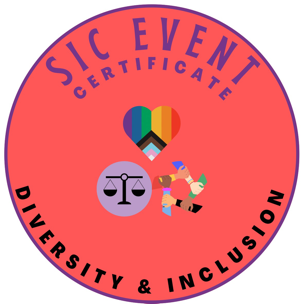 SIC EVENT
CERTIFICATE
DIVERSITY & INCLUSION